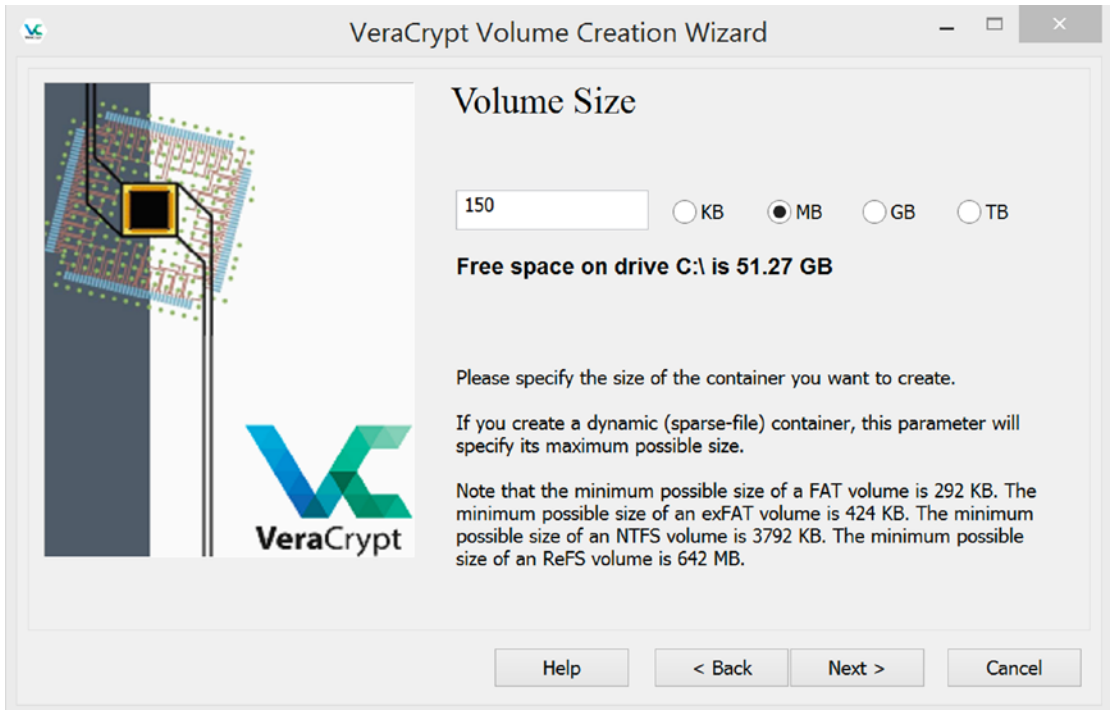 VeraCrypt Volume Creation Wizard
Volume Size
150
KB MB GB TB
Free space on drive C:\ is 51.27 GB
Please specify the size of the container you want to create.
If you create a dynamic (sparse-file) container, this parameter will
specify its maximum possible size.
Note that the minimum possible size of a FAT volume is 292 KB. The
minimum possible size of an exFAT volume is 424 KB. The minimum
possible size of an NTFS volume is 3792 KB. The minimum possible
size of an ReFS volume is 642 MB.
VeraCrypt
Help < Back Next > Cancel